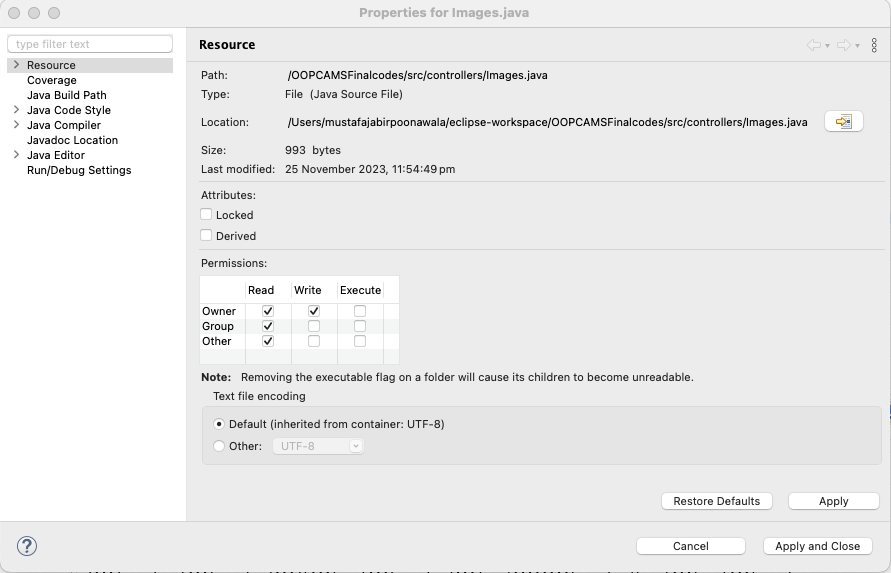 Properties for Images.java
type filter text
Resource
Coverage
Java Build Path
Java Code Style
Java Compiler
Javadoc Location
Java Editor
Run/Debug Settings
Resource
Path: /OOPCAMSFinalcodes/src/controllers/Images.java
Type: File (Java Source File)
Location: /Users/mustafajabirpoonawala/eclipse-workspace/OOPCAMSFinalcodes/src/controllers/Images.java
Size: 993 bytes
Last modified: 25 November 2023, 11:54:49 pm
Attributes:
Locked
Derived
Permissions:
Read Write Execute
Owner
Group
Other
Note: Removing the executable flag on a folder will cause its children to become unreadable.
Text file encoding
Default (inherited from container: UTF-8)
Other: UTF-8
Restore Defaults Apply
? Cancel Apply and Close